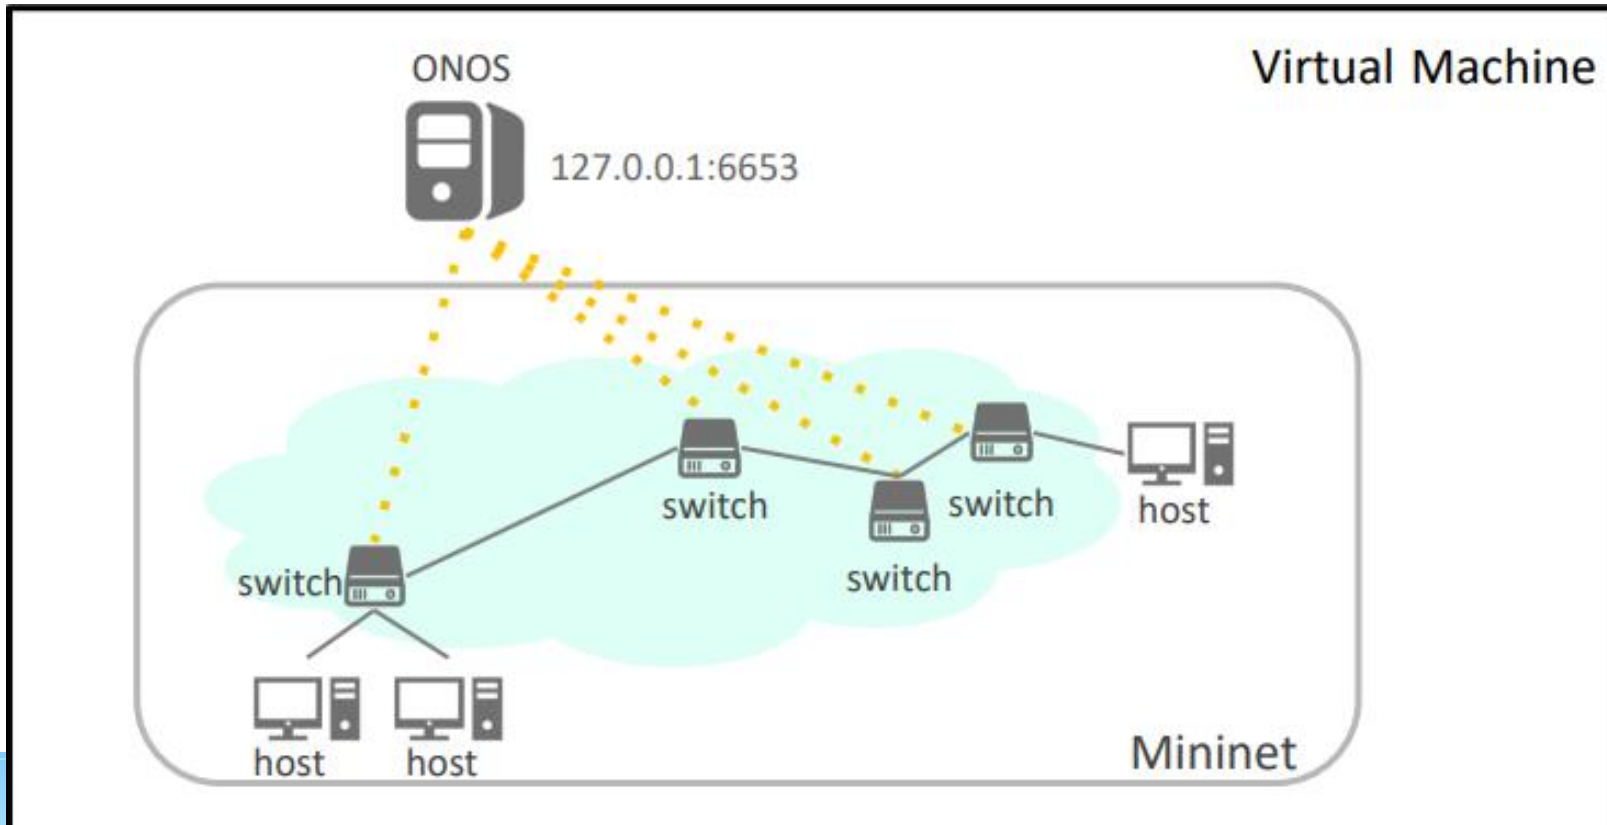 ONOS
Virtual Machine
127.0.0.1:6653
switch
switch
host
switch
switch
host
host
Mininet